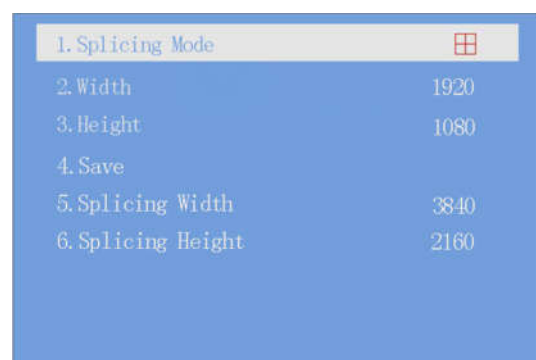 1.Splicing Mode
2.Width 1920
3.Height 1080
4.Save
5.Splicing Width 3840
6.Splicing Height 2160